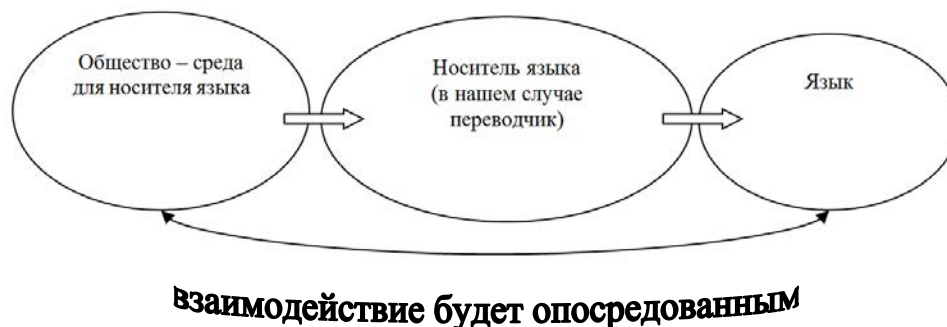 Общество – среда
для носителя языка
Носитель языка
(в нашем случае
переводчик)
Язык
взаимодействие будет опосредованным